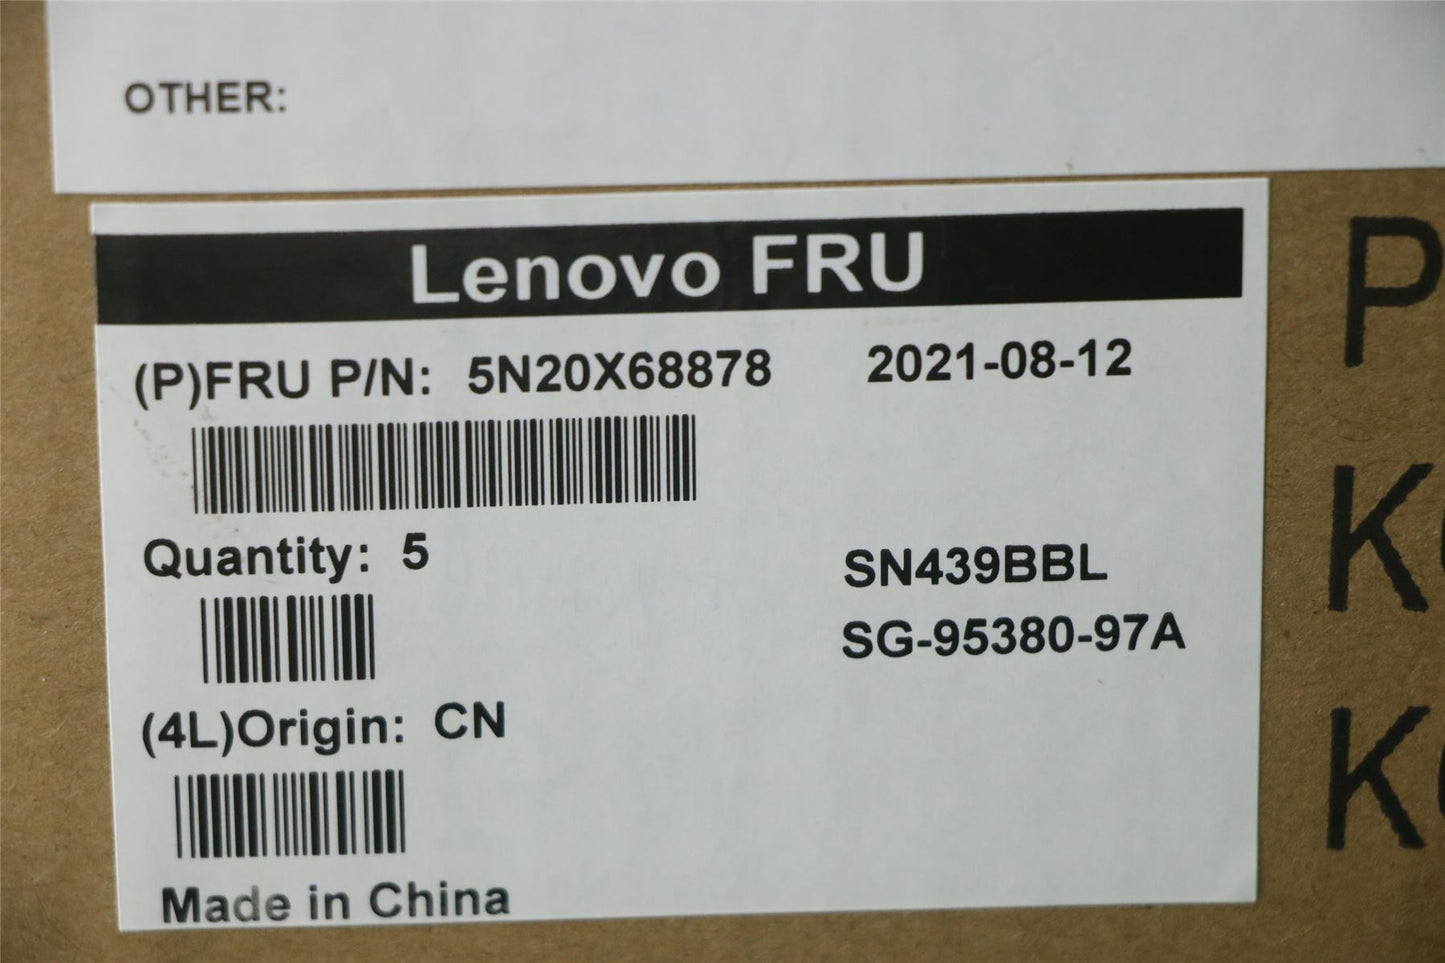 OTHER:
Lenovo FRU
(P)FRU P/N: 5N20X68878 2021-08-12
Quantity: 5
SN439BBL
SG-95380-97A
(4L)Origin: CN
Made in China
P
K
K